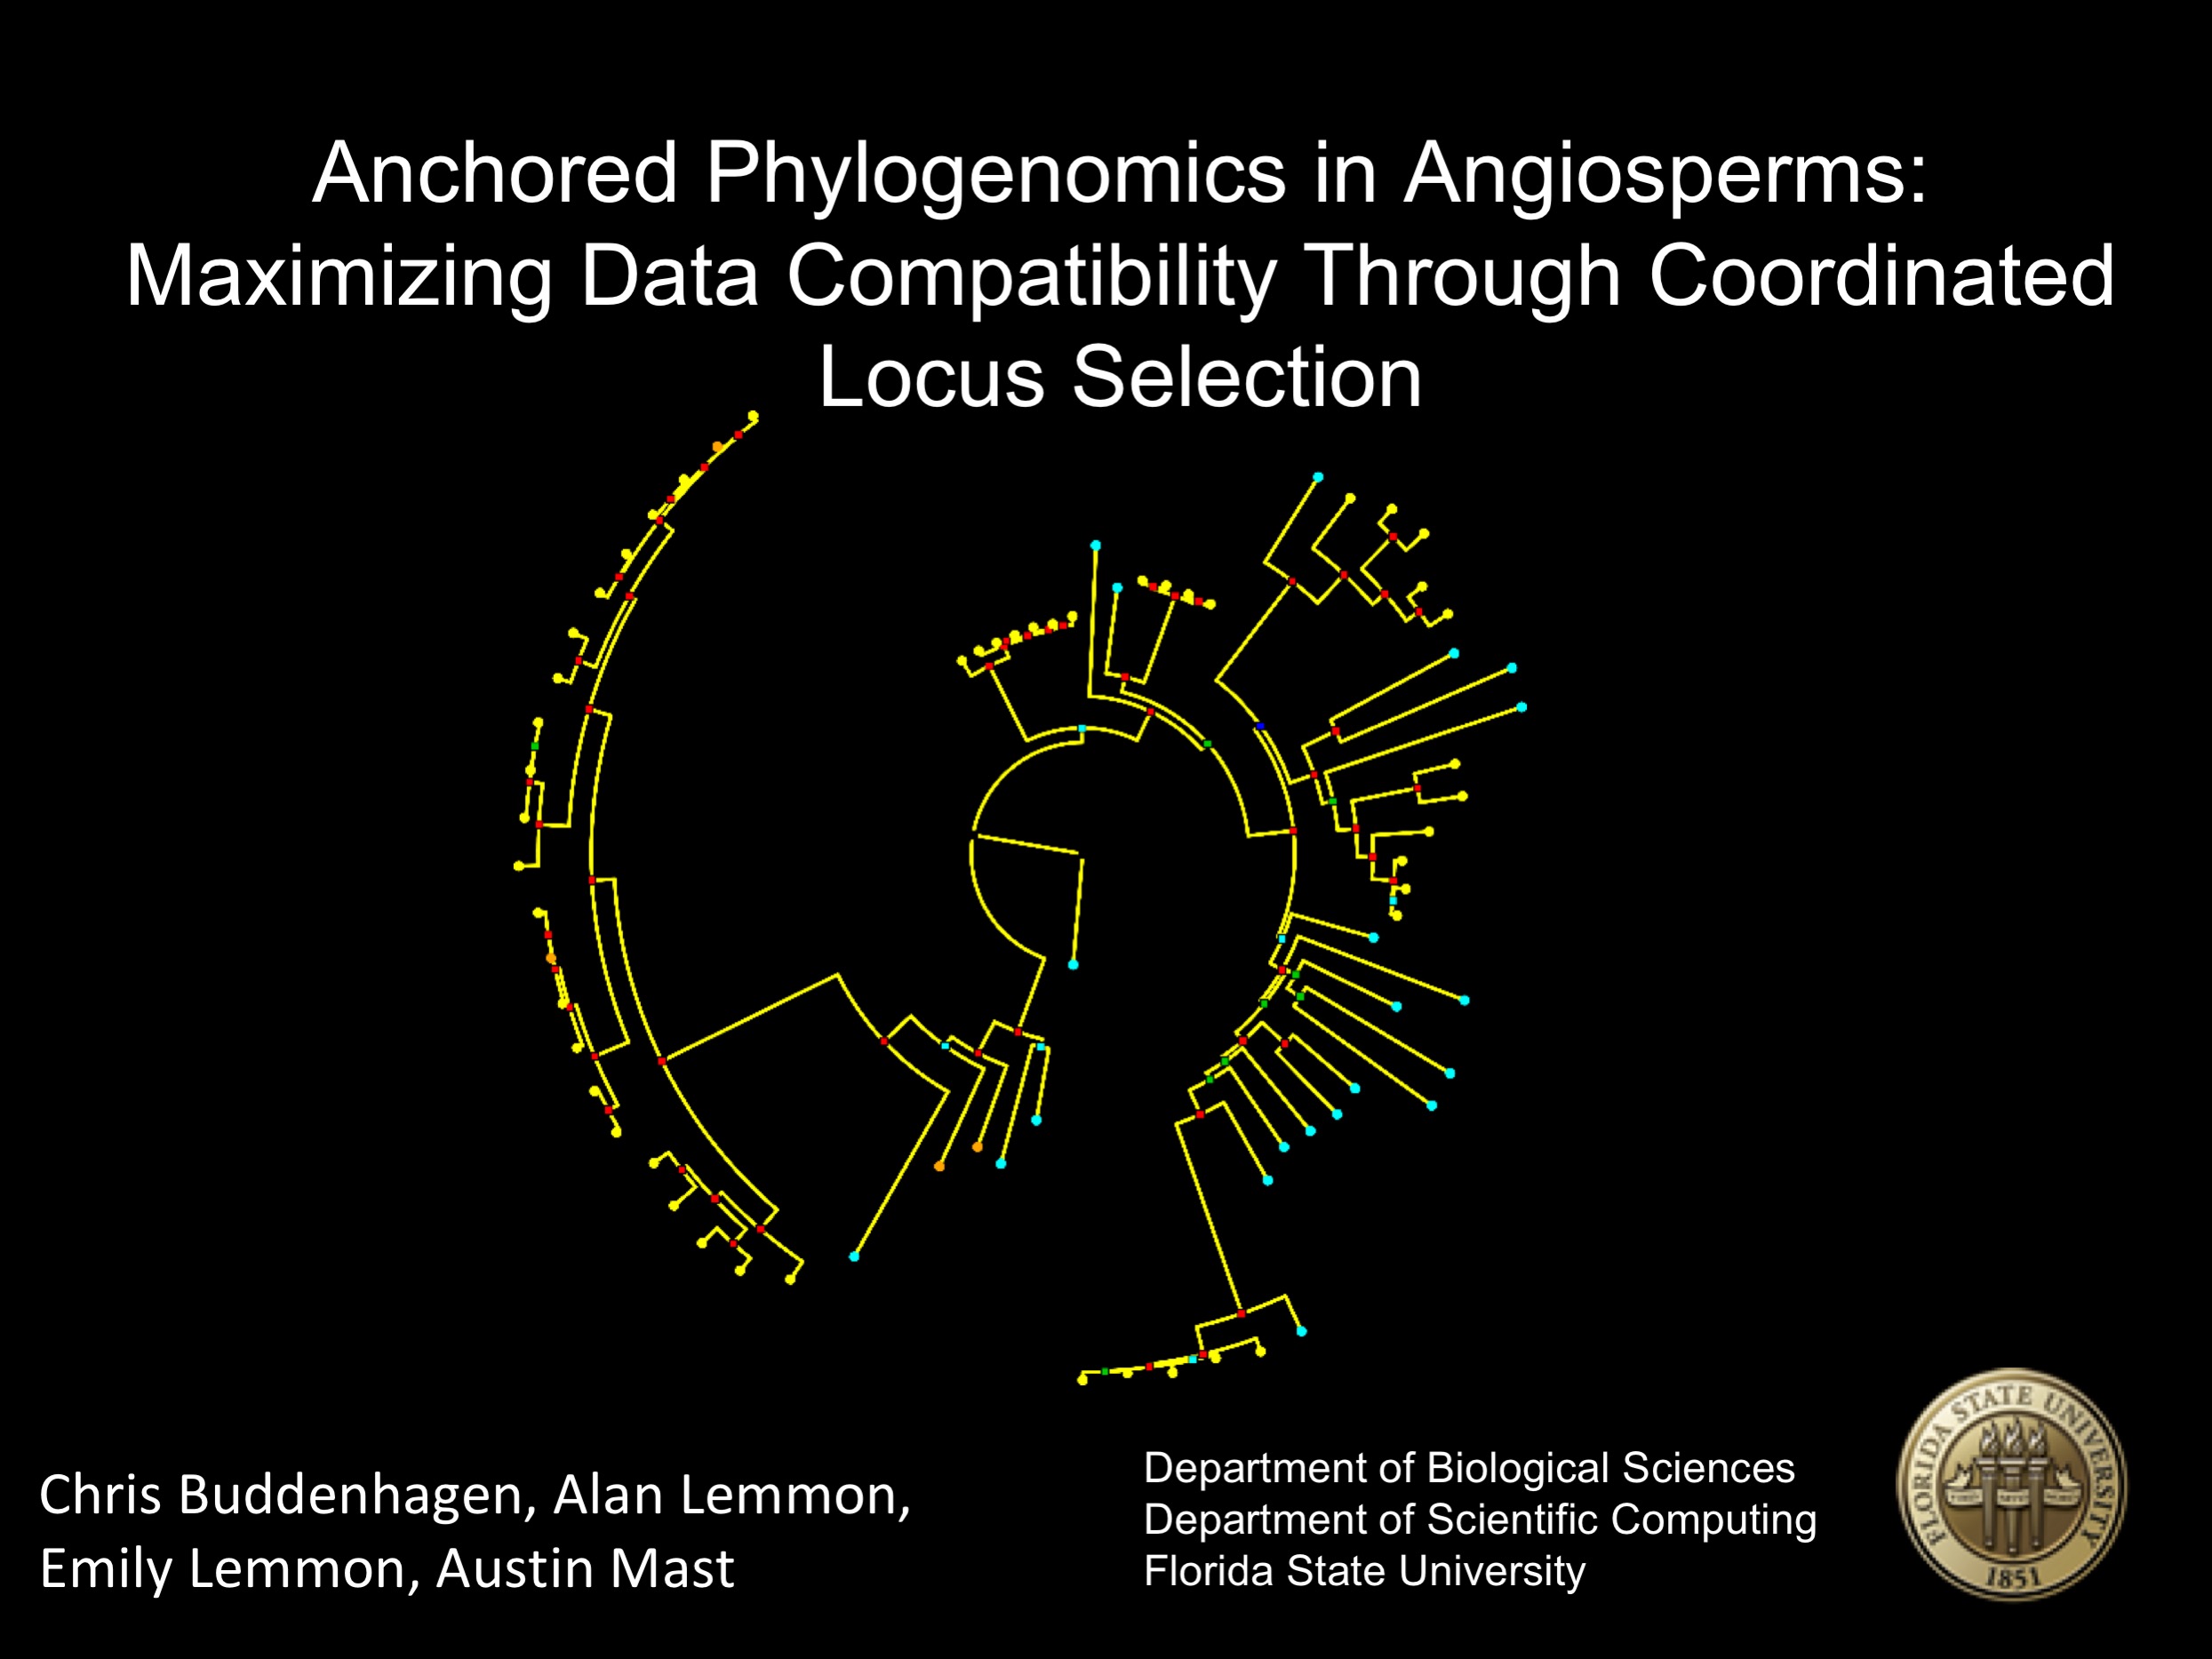 Anchored Phylogenomics in Angiosperms:
Maximizing Data Compatibility Through Coordinated
Locus Selection
Chris Buddenhagen, Alan Lemmon,
Emily Lemmon, Austin Mast
Department of Biological Sciences
Department of Scientific Computing
Florida State University
FLORIDA STATE UNIVERSITY
1851